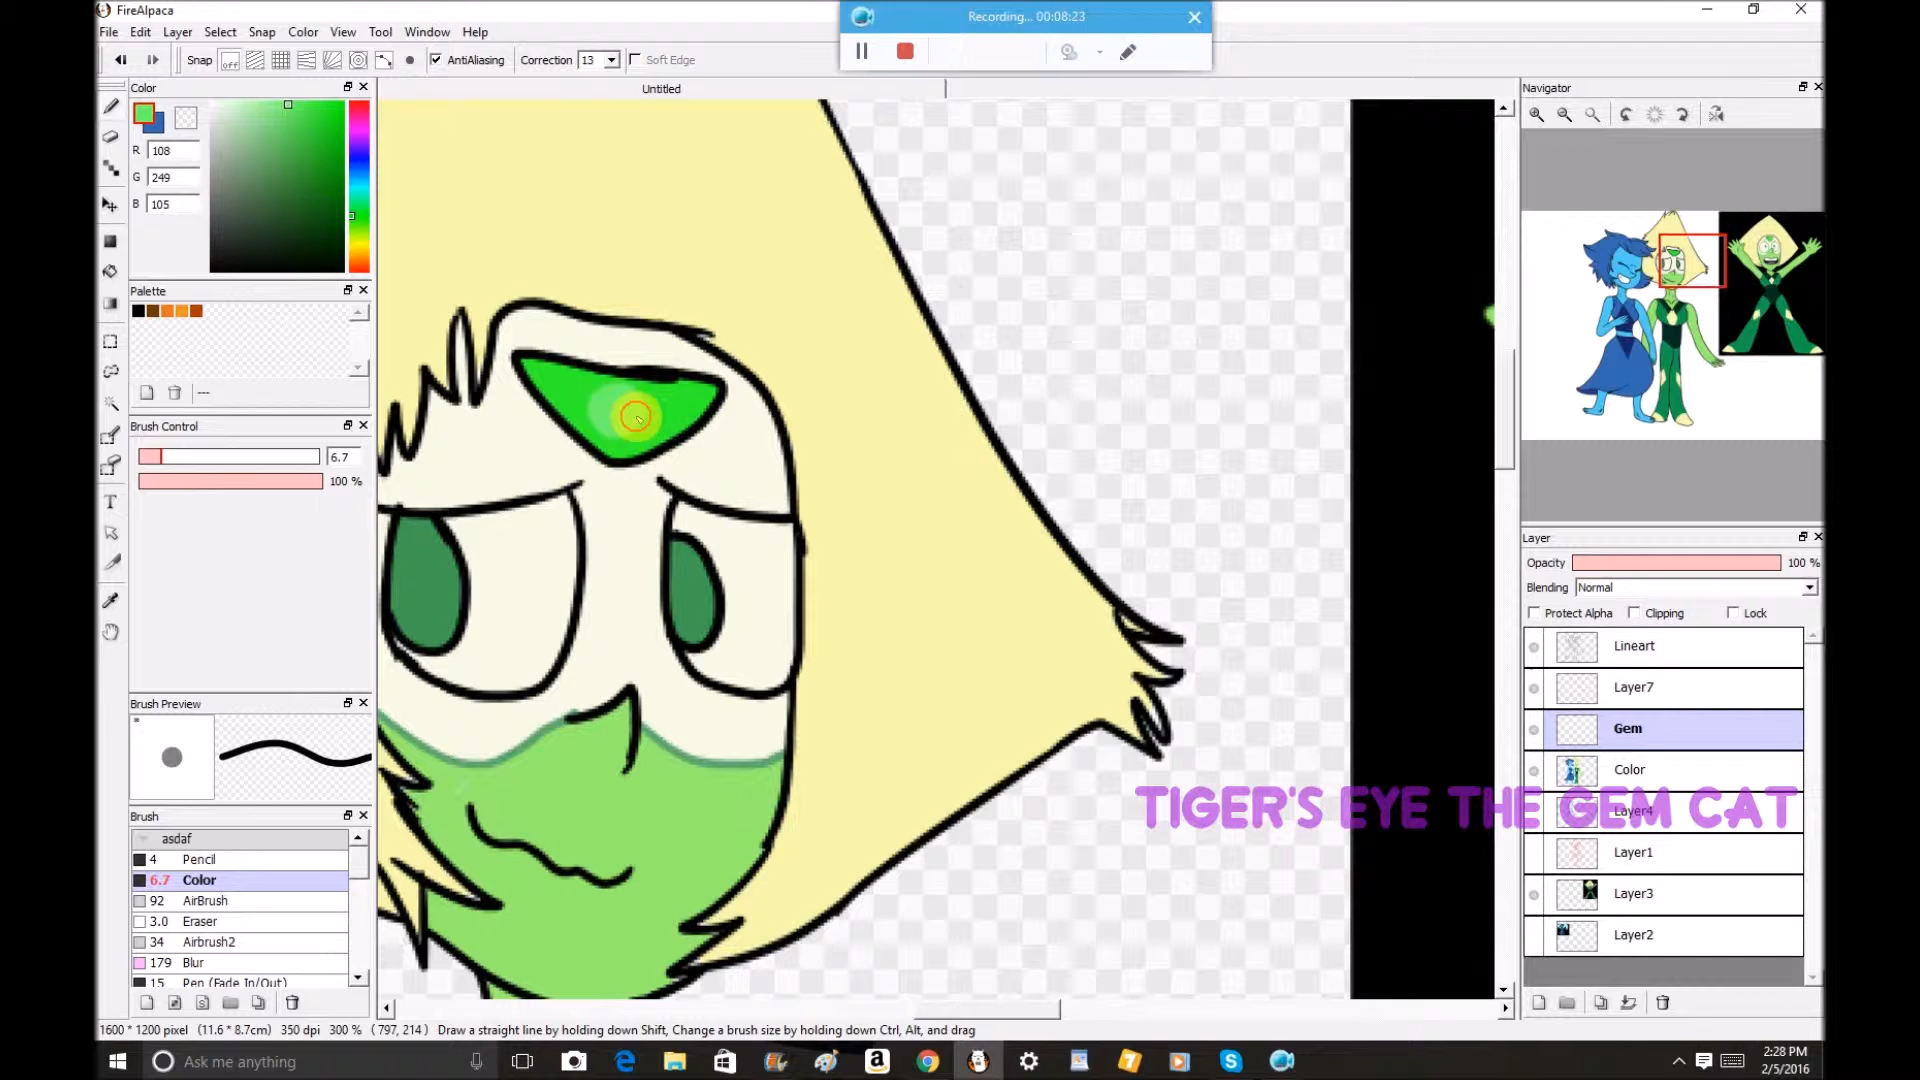 FireAlpaca
Recording... 00:08:23
File Edit Layer Select Snap Color View Tool Window Help
Snap off AntiAliasing Correction 13 Soft Edge
Color
Untitled
Navigator
R 108
G 249
B 105
Palette
---
Brush Control
6.7
100 %
Layer
Opacity 100 %
Blending Normal
Protect Alpha Clipping Lock
Lineart
Layer7
Gem
Color
TIGER'S EYE THE GEM CAT
Layer4
Layer1
Layer3
Layer2
Brush Preview
Brush
asdaf
4 Pencil
6.7 Color
92 AirBrush
3.0 Eraser
34 Airbrush2
179 Blur
15 Pen (Fade In/Out)
1600 * 1200 pixel (11.6 * 8.7cm) 350 dpi 300 % ( 797, 214 ) Draw a straight line by holding down Shift, Change a brush size by holding down Ctrl, Alt, and drag
Ask me anything
2:28 PM
2/5/2016